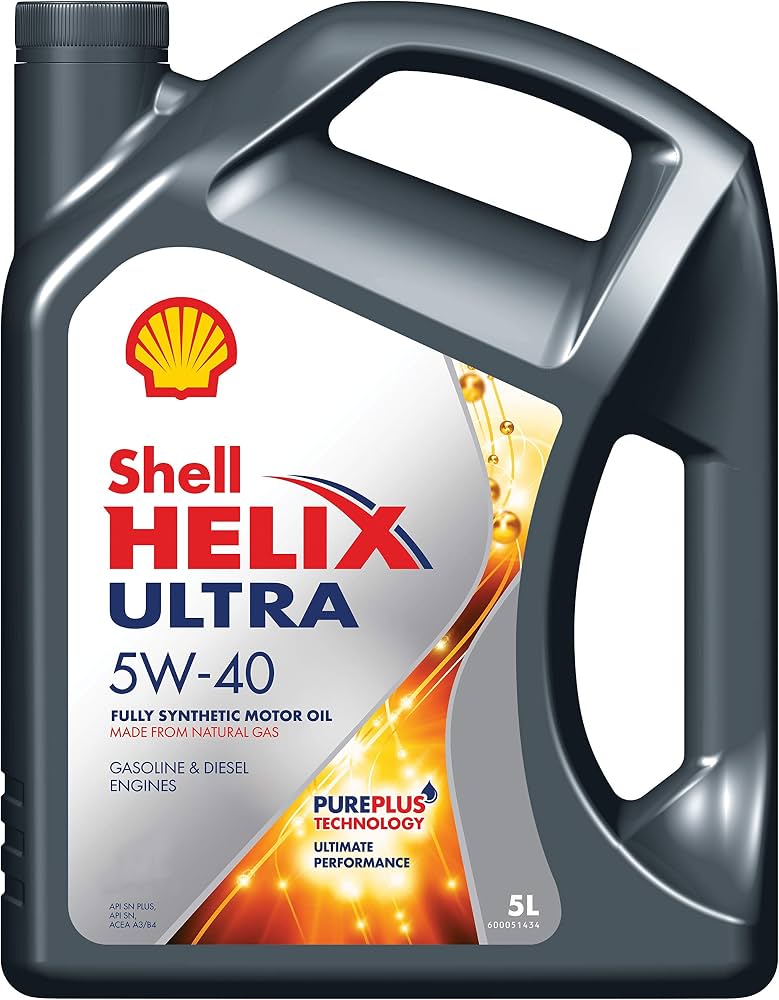 Shell
HELIX
ULTRA
5W-40
FULLY SYNTHETIC MOTOR OIL
MADE FROM NATURAL GAS
GASOLINE & DIESEL
ENGINES
PUREPLUS
TECHNOLOGY
ULTIMATE
PERFORMANCE
API SN PLUS,
API SN,
ACEA A3/B4
5L
600051434